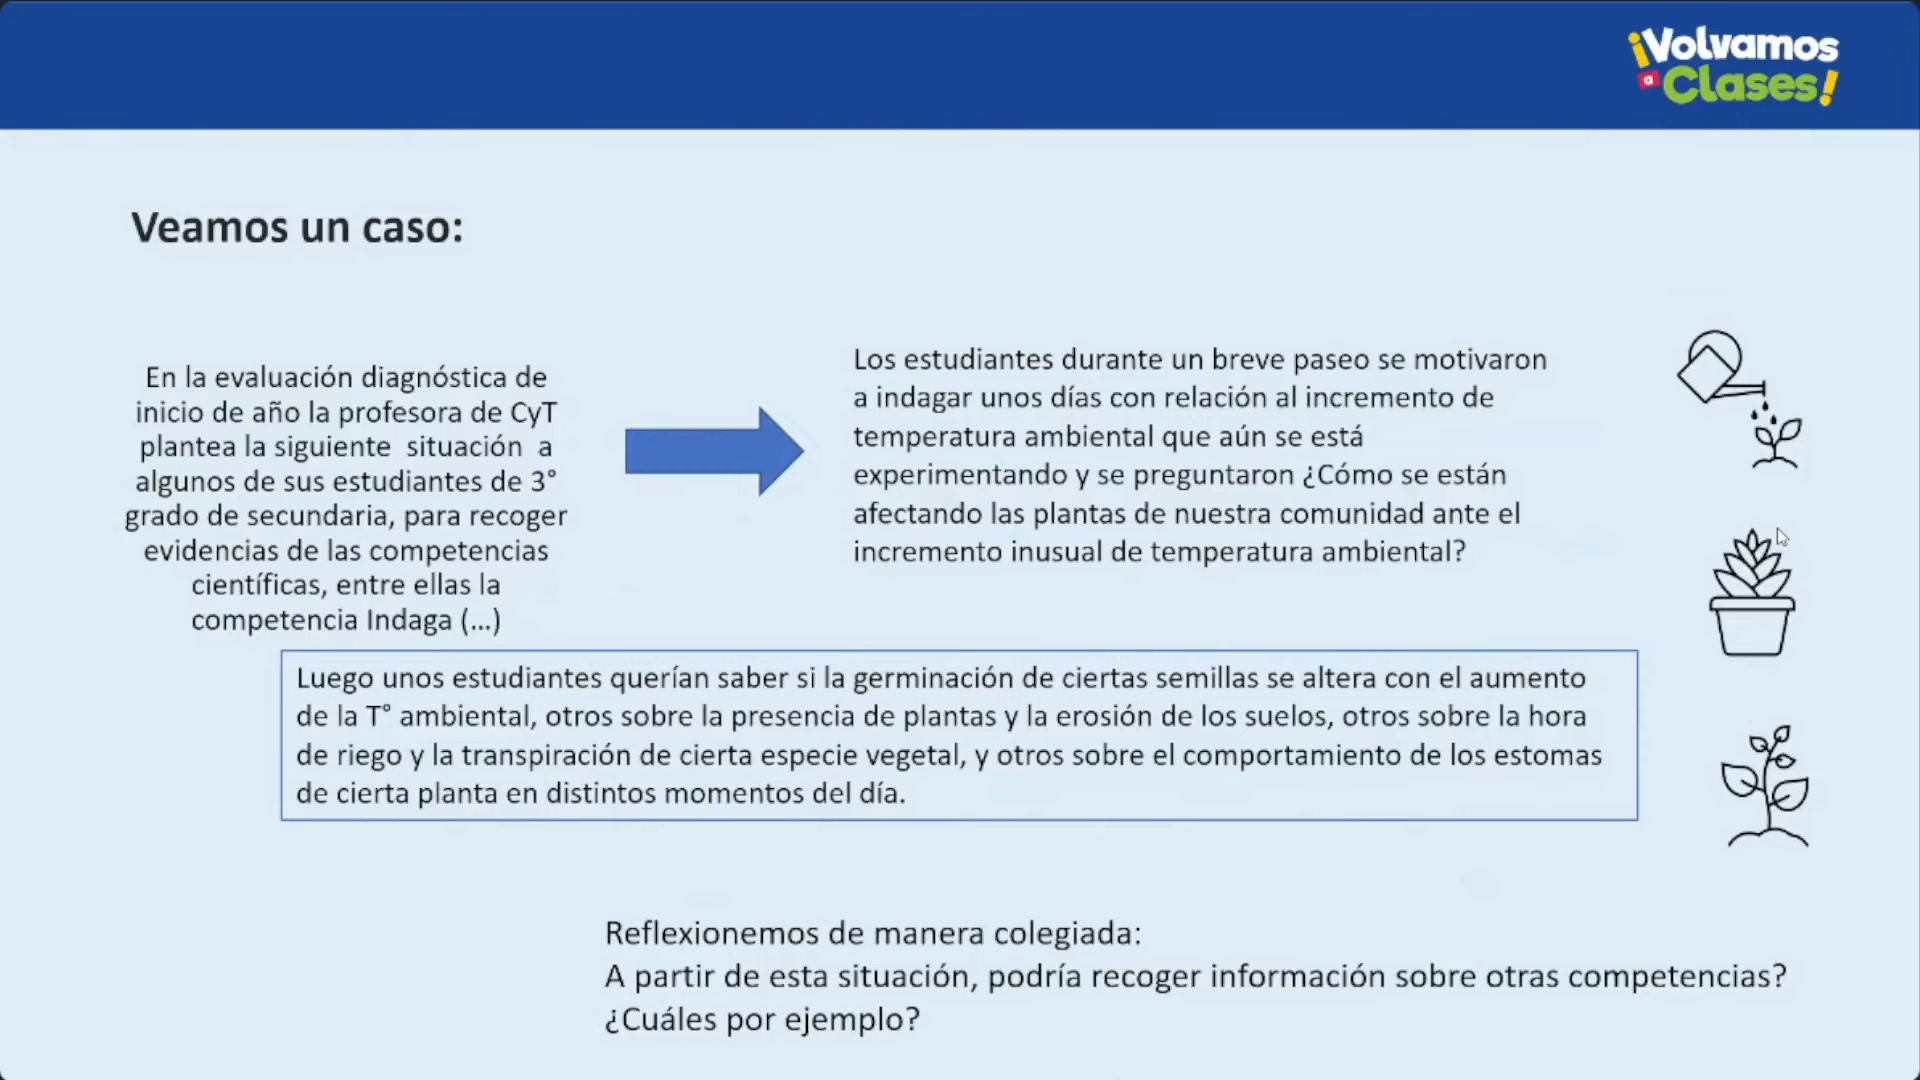 ¡Volvamos
a Clases!
Veamos un caso:
En la evaluación diagnóstica de
inicio de año la profesora de CyT
plantea la siguiente situación a
algunos de sus estudiantes de 3°
grado de secundaria, para recoger
evidencias de las competencias
científicas, entre ellas la
competencia Indaga (...)
Los estudiantes durante un breve paseo se motivaron
a indagar unos días con relación al incremento de
temperatura ambiental que aún se está
experimentando y se preguntaron ¿Cómo se están
afectando las plantas de nuestra comunidad ante el
incremento inusual de temperatura ambiental?
Luego unos estudiantes querían saber si la germinación de ciertas semillas se altera con el aumento
de la T° ambiental, otros sobre la presencia de plantas y la erosión de los suelos, otros sobre la hora
de riego y la transpiración de cierta especie vegetal, y otros sobre el comportamiento de los estomas
de cierta planta en distintos momentos del día.
Reflexionemos de manera colegiada:
A partir de esta situación, podría recoger información sobre otras competencias?
¿Cuáles por ejemplo?